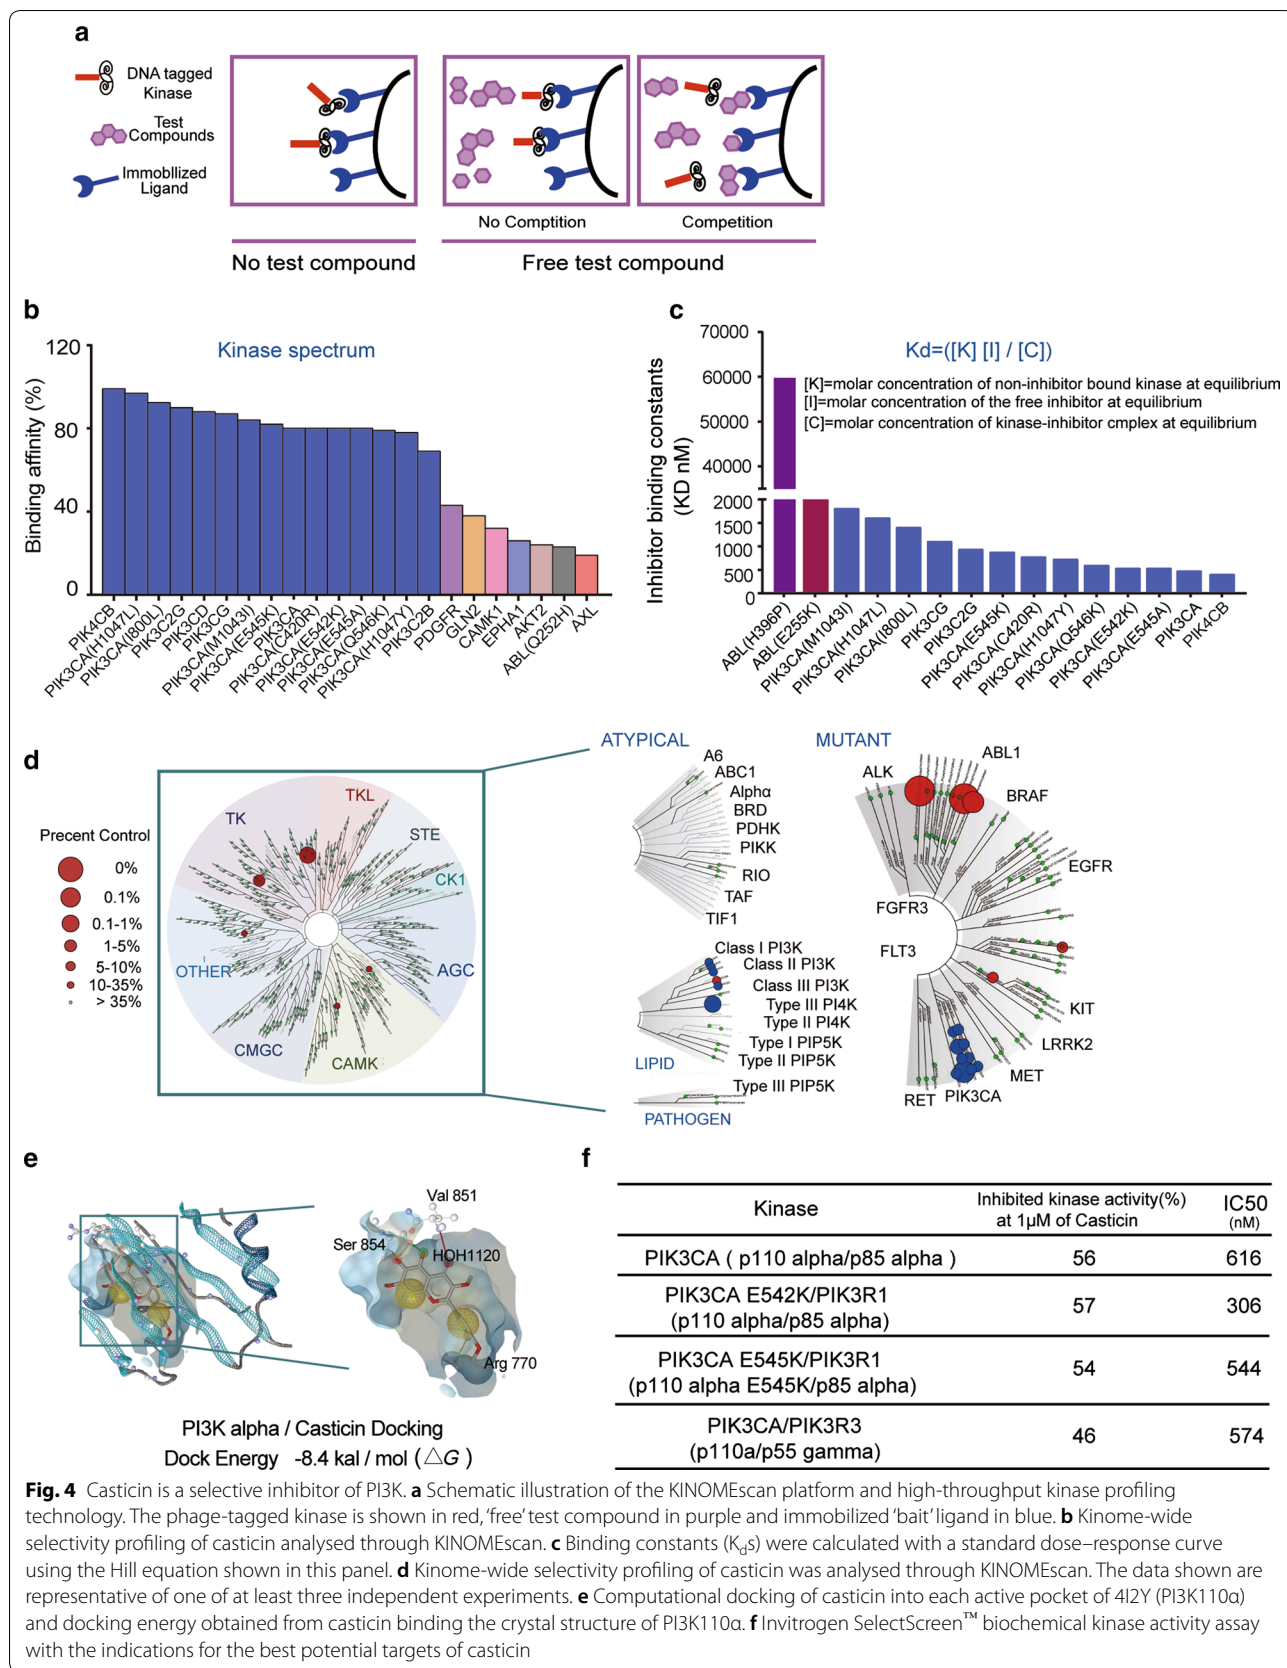 a
DNA tagged
Kinase
Test
Compounds
Immobllized
Ligand
No Comptition
Competition
No test compound
Free test compound
b
Kinase spectrum
Binding affinity (%)
120
80
40
0
PIK4CB
PIK3CA(H1047L)
PIK3CA(I800L)
PIK3C2G
PIK3CD
PIK3CG
PIK3CA(M1043I)
PIK3CA(E545K)
PIK3CA
PIK3CA(C420R)
PIK3CA(E542K)
PIK3CA(E545A)
PIK3CA(Q546K)
PIK3CA(H1047Y)
PIK3C2B
PDGFR
GLN2
CAMK1
EPHA1
AKT2
ABL(Q252H)
AXL
c
Inhibitor binding constants
(KD nM)
70000
60000
50000
40000
2000
1500
1000
500
0
Kd=([K] [I] / [C])
[K]=molar concentration of non-inhibitor bound kinase at equilibrium
[I]=molar concentration of the free inhibitor at equilibrium
[C]=molar concentration of kinase-inhibitor cmplex at equilibrium
ABL(H396P)
ABL(E255K)
PIK3CA(M1043I)
PIK3CA(H1047L)
PIK3CA(I800L)
PIK3CG
PIK3C2G
PIK3CA(E545K)
PIK3CA(C420R)
PIK3CA(H1047Y)
PIK3CA(Q546K)
PIK3CA(E542K)
PIK3CA(E545A)
PIK3CA
PIK4CB
d
Precent Control
0%
0.1%
0.1-1%
1-5%
5-10%
10-35%
> 35%
TK
TKL
STE
CK1
AGC
CAMK
CMGC
OTHER
ATYPICAL
A6
ABC1
Alphα
BRD
PDHK
PIKK
RIO
TAF
TIF1
Class I PI3K
Class II PI3K
Class III PI3K
Type III PI4K
Type II PI4K
Type I PIP5K
Type II PIP5K
Type III PIP5K
LIPID
PATHOGEN
MUTANT
ALK
ABL1
BRAF
EGFR
FGFR3
FLT3
KIT
LRRK2
MET
PIK3CA
RET
e
Val 851
Ser 854
HOH1120
Arg 770
PI3K alpha / Casticin Docking
Dock Energy -8.4 kal / mol (△G )
f
Kinase
Inhibited kinase activity(%)
at 1μM of Casticin
IC50
(nM)
PIK3CA ( p110 alpha/p85 alpha ) 56 616
PIK3CA E542K/PIK3R1
(p110 alpha/p85 alpha)
57 306
PIK3CA E545K/PIK3R1
(p110 alpha E545K/p85 alpha)
54 544
PIK3CA/PIK3R3
(p110a/p55 gamma)
46 574
Fig. 4 Casticin is a selective inhibitor of PI3K. a Schematic illustration of the KINOMEscan platform and high-throughput kinase profiling
technology. The phage-tagged kinase is shown in red, ‘free’ test compound in purple and immobilized ‘bait’ ligand in blue. b Kinome-wide
selectivity profiling of casticin analysed through KINOMEscan. c Binding constants (Kds) were calculated with a standard dose–response curve
using the Hill equation shown in this panel. d Kinome-wide selectivity profiling of casticin was analysed through KINOMEscan. The data shown are
representative of one of at least three independent experiments. e Computational docking of casticin into each active pocket of 4I2Y (PI3K110α)
and docking energy obtained from casticin binding the crystal structure of PI3K110α. f Invitrogen SelectScreen™ biochemical kinase activity assay
with the indications for the best potential targets of casticin